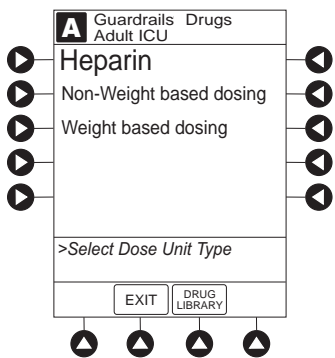 A Guardrails Drugs
Adult ICU
Heparin
Non-Weight based dosing
Weight based dosing
>Select Dose Unit Type
EXIT
DRUG
LIBRARY